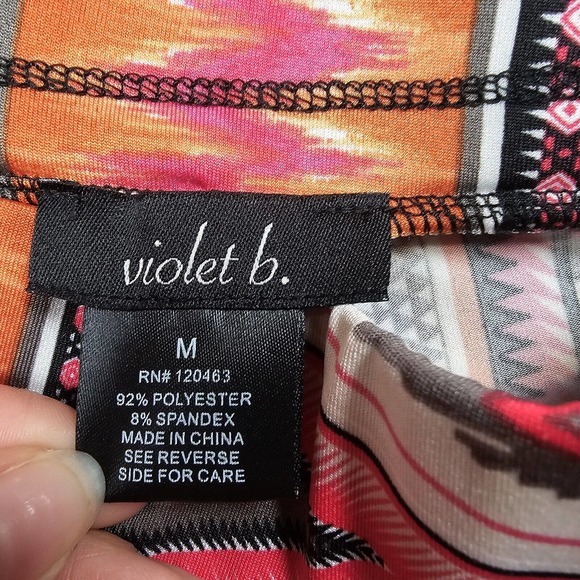 violet b.
M
RN# 120463
92% POLYESTER
8% SPANDEX
MADE IN CHINA
SEE REVERSE
SIDE FOR CARE